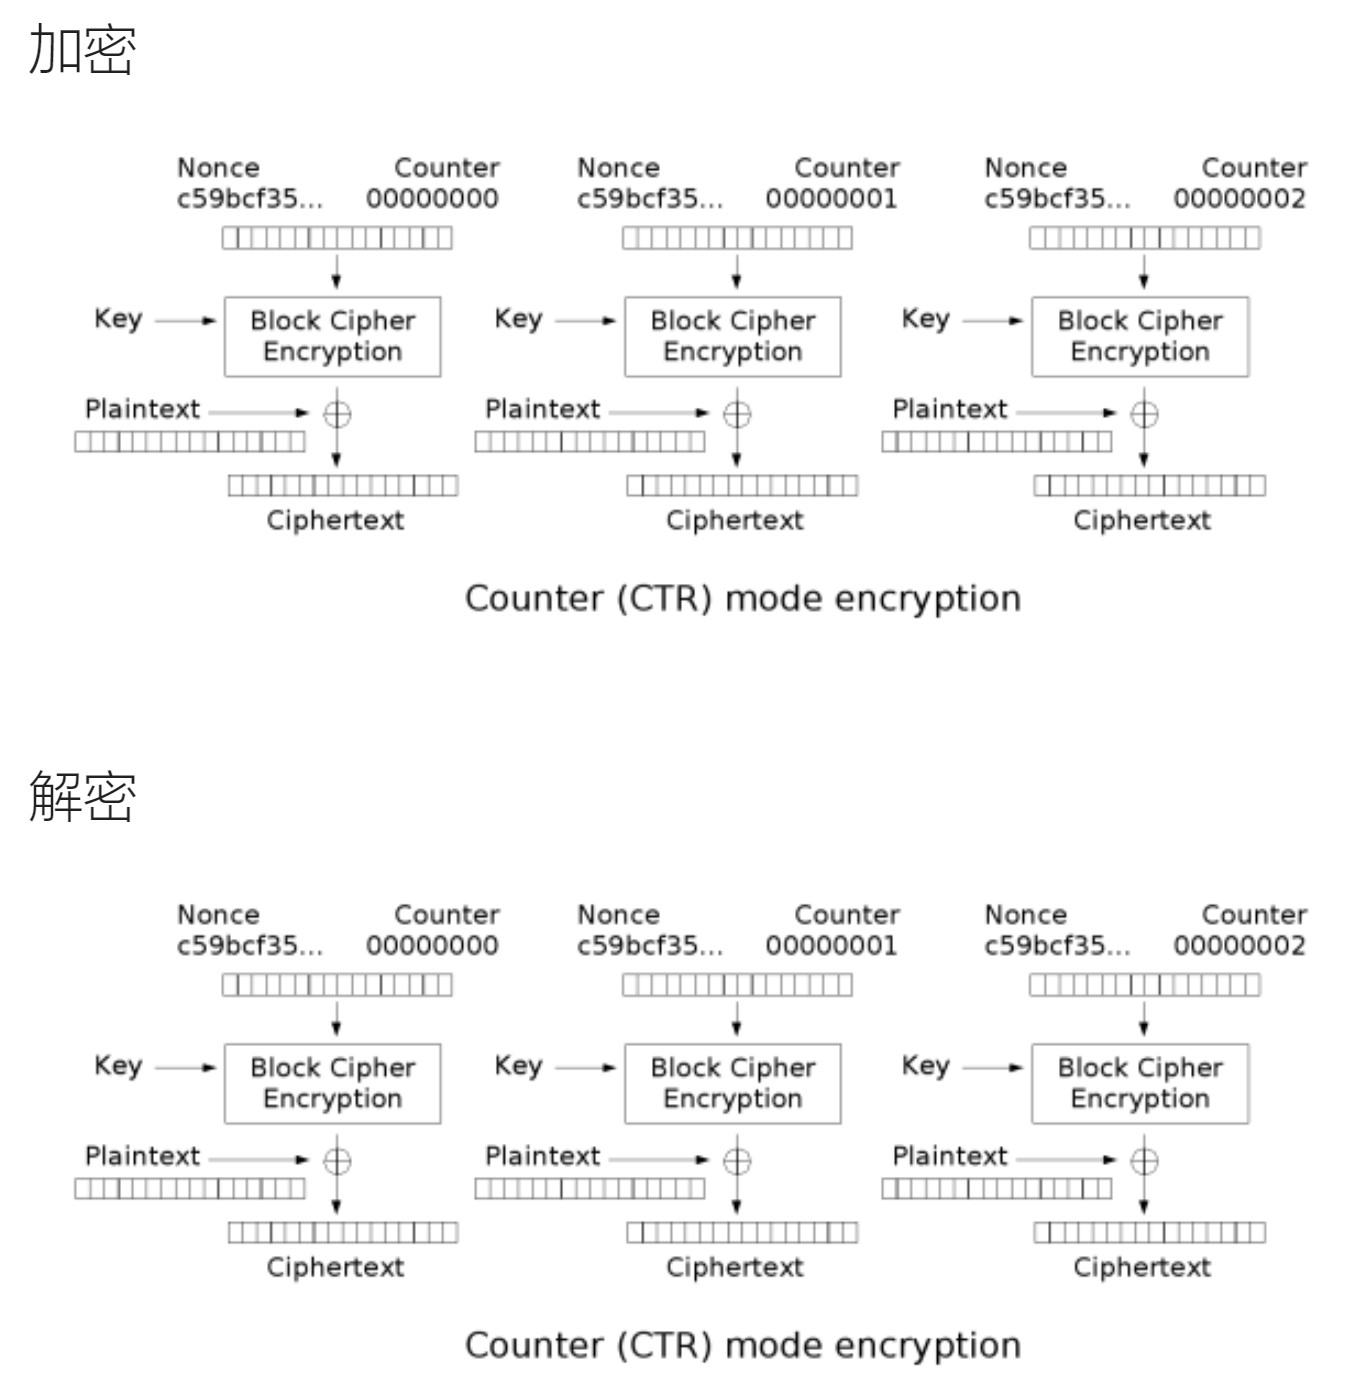 加密
Nonce Counter Nonce Counter Nonce Counter
c59bcf35... 00000000 c59bcf35... 00000001 c59bcf35... 00000002
Key Block Cipher Key Block Cipher Key Block Cipher
Encryption Encryption Encryption
Plaintext Plaintext Plaintext
Ciphertext Ciphertext Ciphertext
Counter (CTR) mode encryption
解密
Nonce Counter Nonce Counter Nonce Counter
c59bcf35... 00000000 c59bcf35... 00000001 c59bcf35... 00000002
Key Block Cipher Key Block Cipher Key Block Cipher
Encryption Encryption Encryption
Plaintext Plaintext Plaintext
Ciphertext Ciphertext Ciphertext
Counter (CTR) mode encryption